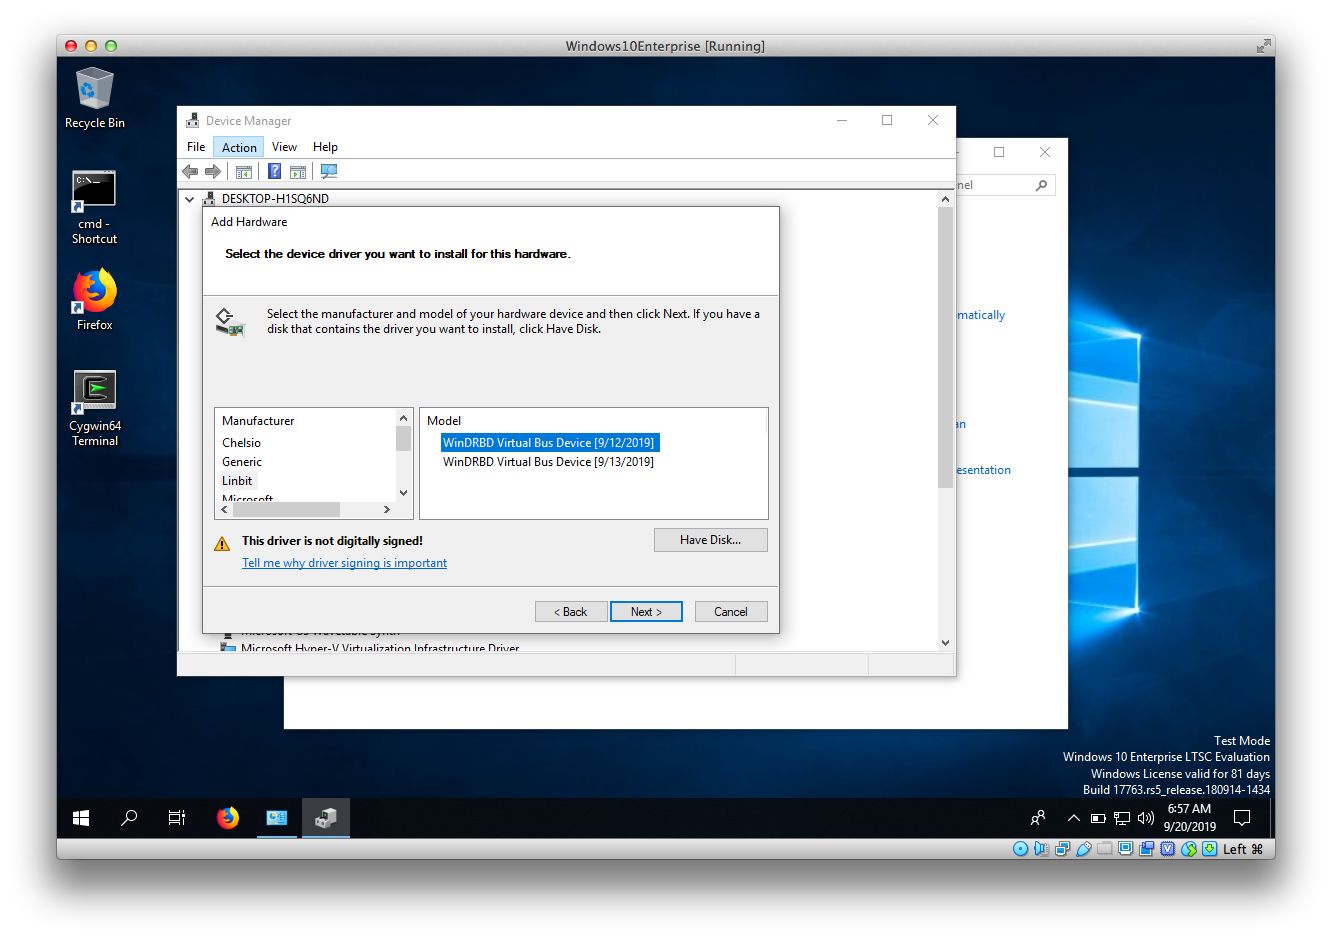 Windows10Enterprise [Running]
Recycle Bin
cmd -
Shortcut
Firefox
Cygwin64
Terminal
Device Manager
File Action View Help
DESKTOP-H1SQ6ND
Add Hardware
Select the device driver you want to install for this hardware.
Select the manufacturer and model of your hardware device and then click Next. If you have a
disk that contains the driver you want to install, click Have Disk.
Manufacturer
Chelsio
Generic
Linbit
Microsoft
Model
WinDRBD Virtual Bus Device [9/12/2019]
WinDRBD Virtual Bus Device [9/13/2019]
This driver is not digitally signed!
Tell me why driver signing is important
Have Disk...
< Back
Next >
Cancel
Microsoft Hyper-V Virtualization Infrastructure Driver
nel
omatically
an
esentation
Test Mode
Windows 10 Enterprise LTSC Evaluation
Windows License valid for 81 days
Build 17763.rs5_release.180914-1434
6:57 AM
9/20/2019
Left ⌘